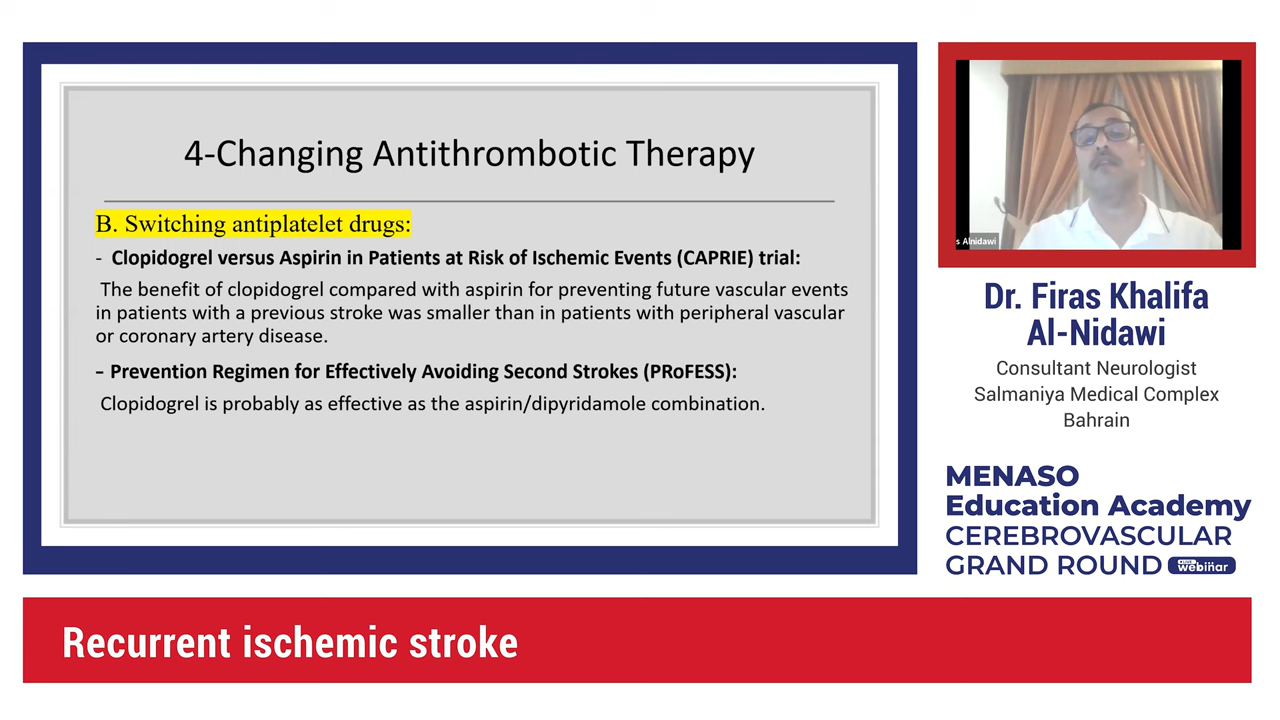 4-Changing Antithrombotic Therapy
B. Switching antiplatelet drugs:
- Clopidogrel versus Aspirin in Patients at Risk of Ischemic Events (CAPRIE) trial:
The benefit of clopidogrel compared with aspirin for preventing future vascular events
in patients with a previous stroke was smaller than in patients with peripheral vascular
or coronary artery disease.
– Prevention Regimen for Effectively Avoiding Second Strokes (PRoFESS):
Clopidogrel is probably as effective as the aspirin/dipyridamole combination.
s Alnidawi
Dr. Firas Khalifa
Al-Nidawi
Consultant Neurologist
Salmaniya Medical Complex
Bahrain
MENASO
Education Academy
CEREBROVASCULAR
GRAND ROUND webinar
Recurrent ischemic stroke